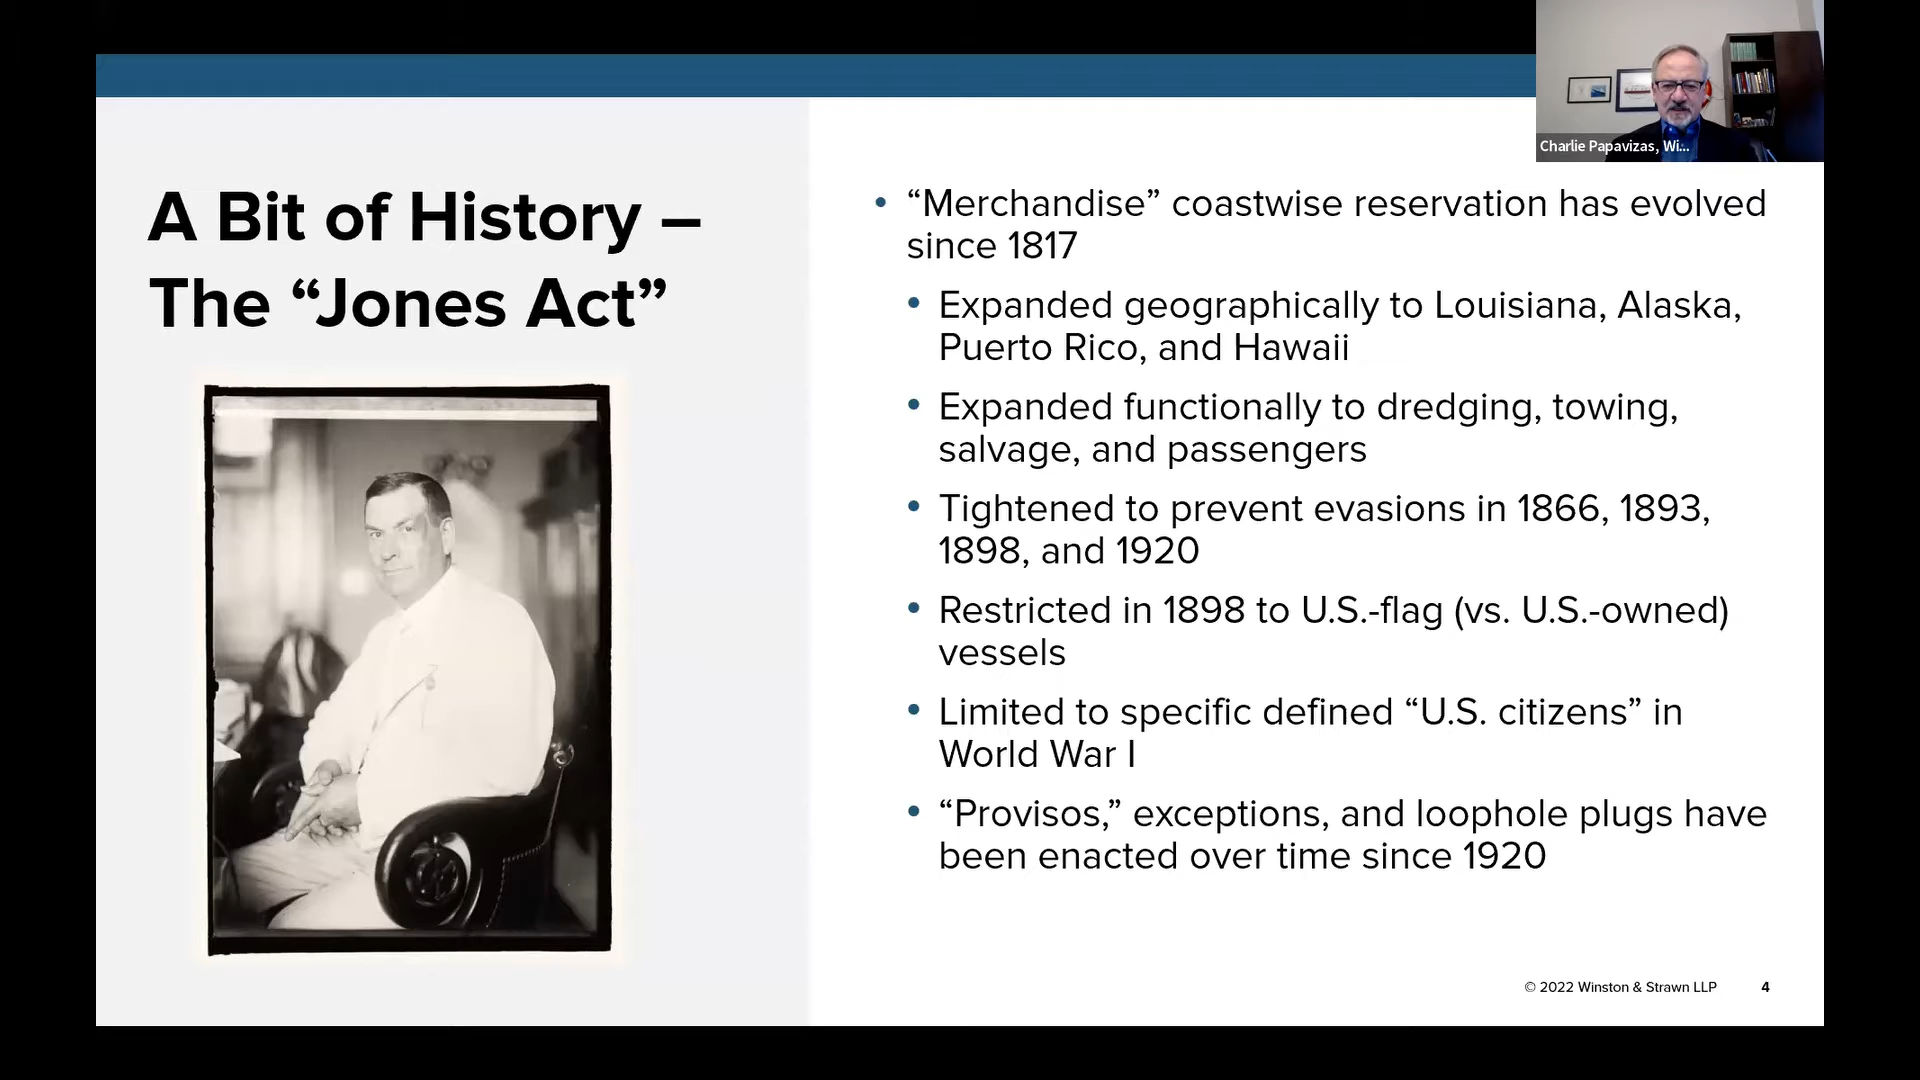 A Bit of History –
The “Jones Act”
Charlie Papavizas, Wi...
• “Merchandise” coastwise reservation has evolved
since 1817
• Expanded geographically to Louisiana, Alaska,
Puerto Rico, and Hawaii
• Expanded functionally to dredging, towing,
salvage, and passengers
• Tightened to prevent evasions in 1866, 1893,
1898, and 1920
• Restricted in 1898 to U.S.-flag (vs. U.S.-owned)
vessels
• Limited to specific defined “U.S. citizens” in
World War I
• “Provisos,” exceptions, and loophole plugs have
been enacted over time since 1920
© 2022 Winston & Strawn LLP 4